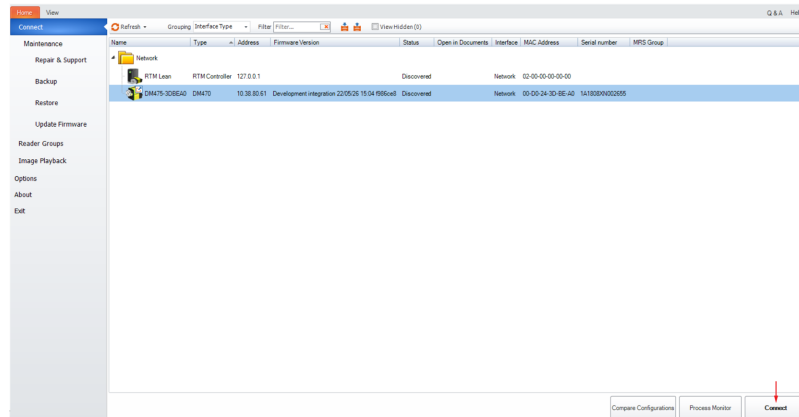 Home View Q & A Hel
Connect
Refresh Grouping Interface Type Filter Filter... View Hidden (0)
Maintenance
Repair & Support
Backup
Restore
Update Firmware
Reader Groups
Image Playback
Options
About
Exit
Name Type Address Firmware Version Status Open in Documents Interface MAC Address Serial number MRS Group
Network
RTM Lean RTM Controller 127.0.0.1 Discovered Network 02-00-00-00-00-00
DM475-3DBEA0 DM470 10.38.80.61 Development integration 22/05/26 15:04 f986ce8 Discovered Network 00-D0-24-3D-BE-A0 1A1808XN002655
Compare Configurations Process Monitor Connect